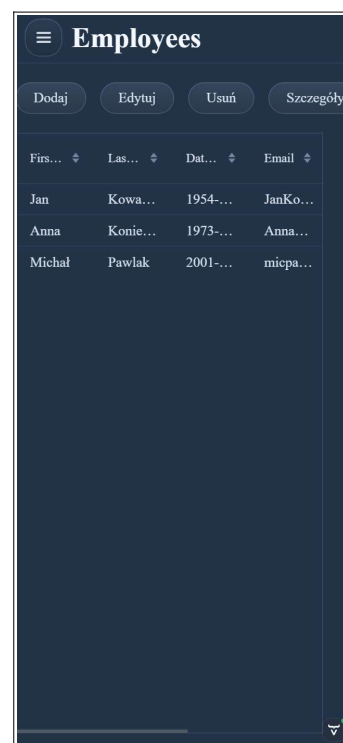 Employees
Dodaj Edytuj Usuń Szczegóły
Firs... Las... Dat... Email
Jan Kowa... 1954-... JanKo...
Anna Konie... 1973-... Anna...
Michał Pawlak 2001-... micpa...